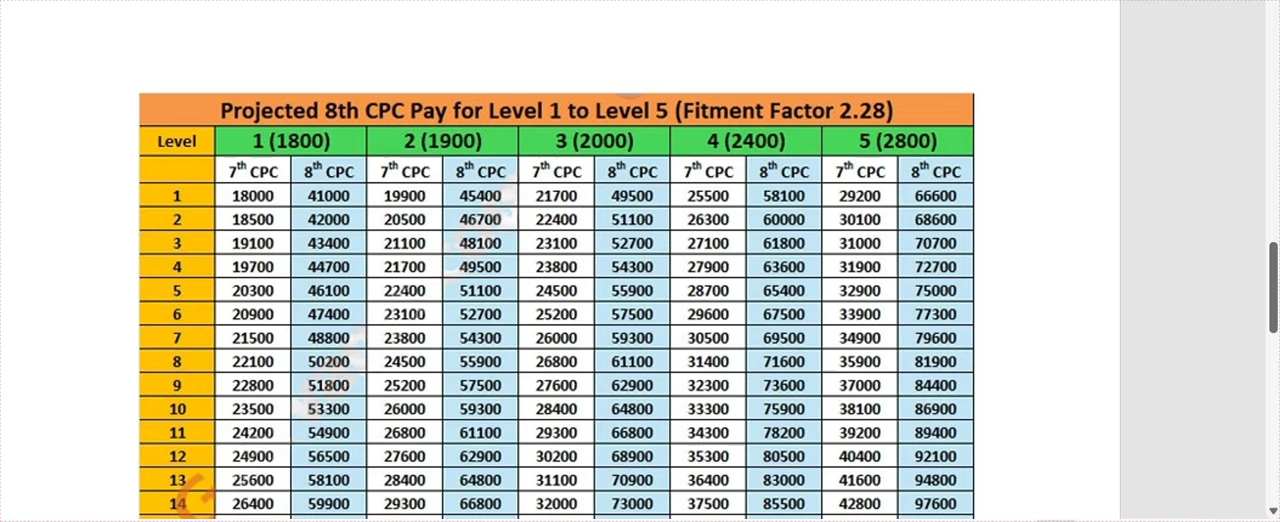 Projected 8th CPC Pay for Level 1 to Level 5 (Fitment Factor 2.28)
Level 1 (1800) 2 (1900) 3 (2000) 4 (2400) 5 (2800)
7th CPC 8th CPC 7th CPC 8th CPC 7th CPC 8th CPC 7th CPC 8th CPC 7th CPC 8th CPC
1 18000 41000 19900 45400 21700 49500 25500 58100 29200 66600
2 18500 42000 20500 46700 22400 51100 26300 60000 30100 68600
3 19100 43400 21100 48100 23100 52700 27100 61800 31000 70700
4 19700 44700 21700 49500 23800 54300 27900 63600 31900 72700
5 20300 46100 22400 51100 24500 55900 28700 65400 32900 75000
6 20900 47400 23100 52700 25200 57500 29600 67500 33900 77300
7 21500 48800 23800 54300 26000 59300 30500 69500 34900 79600
8 22100 50200 24500 55900 26800 61100 31400 71600 35900 81900
9 22800 51800 25200 57500 27600 62900 32300 73600 37000 84400
10 23500 53300 26000 59300 28400 64800 33300 75900 38100 86900
11 24200 54900 26800 61100 29300 66800 34300 78200 39200 89400
12 24900 56500 27600 62900 30200 68900 35300 80500 40400 92100
13 25600 58100 28400 64800 31100 70900 36400 83000 41600 94800
14 26400 59900 29300 66800 32000 73000 37500 85500 42800 97600